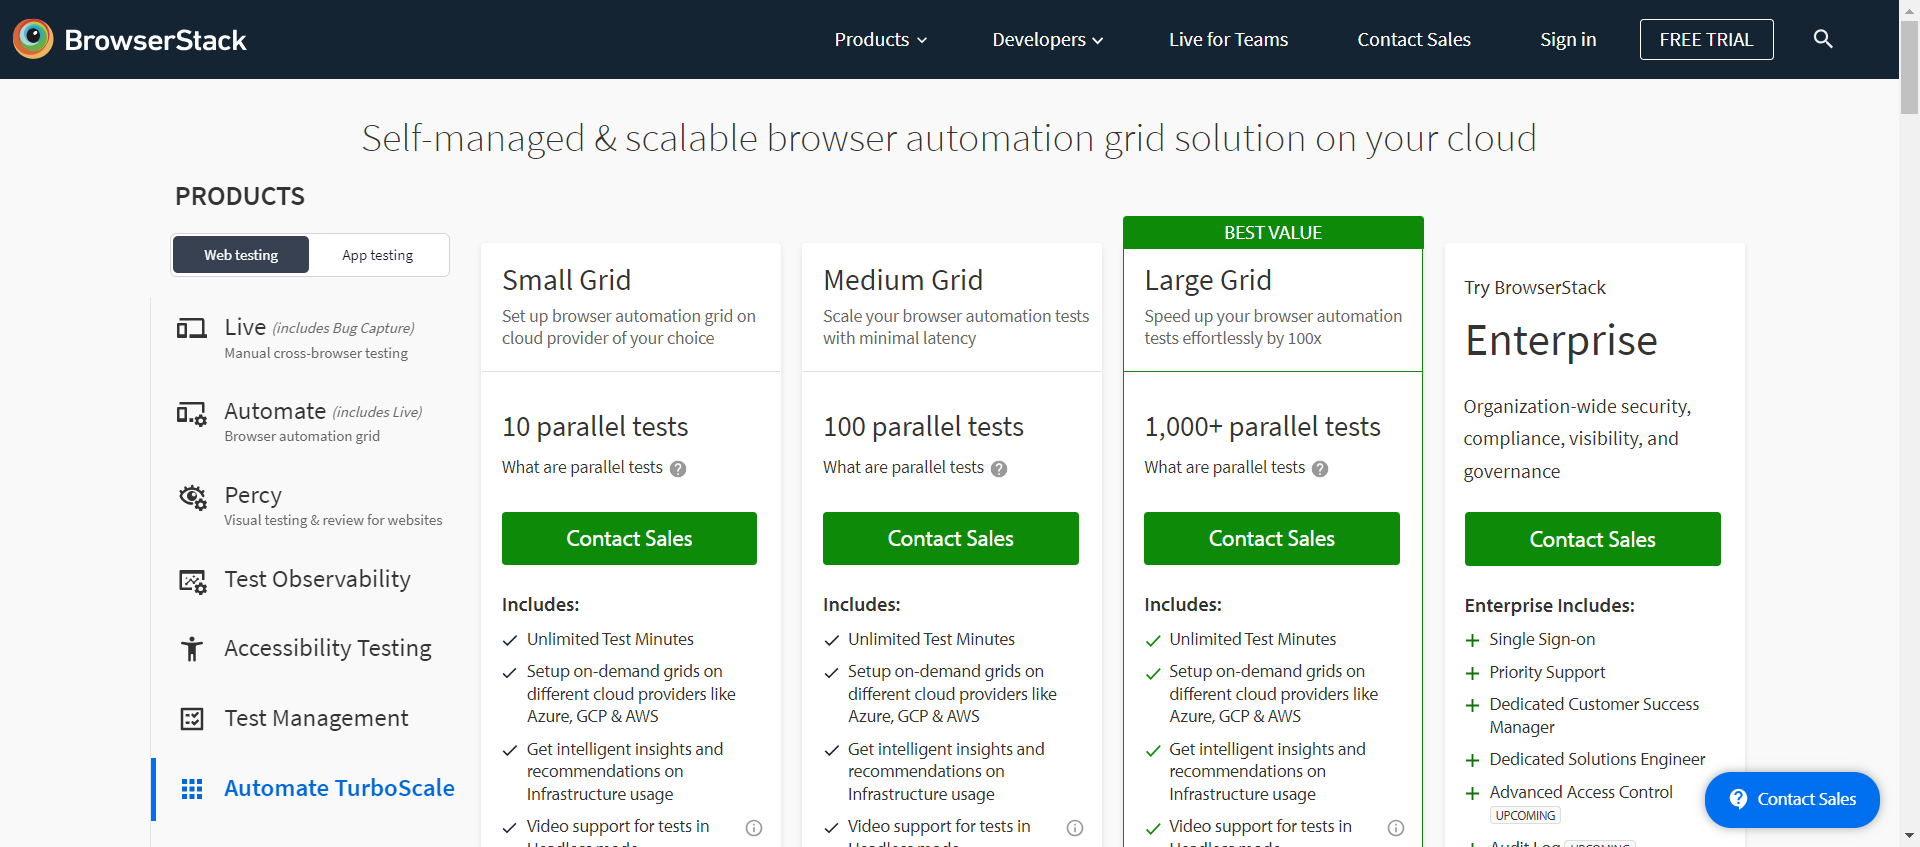 BrowserStack
Products
Developers
Live for Teams
Contact Sales
Sign in
FREE TRIAL
Self-managed & scalable browser automation grid solution on your cloud
PRODUCTS
Web testing
App testing
Live (includes Bug Capture)
Manual cross-browser testing
Automate (includes Live)
Browser automation grid
Percy
Visual testing & review for websites
Test Observability
Accessibility Testing
Test Management
Automate TurboScale
Small Grid
Set up browser automation grid on
cloud provider of your choice
10 parallel tests
What are parallel tests ?
Contact Sales
Includes:
Unlimited Test Minutes
Setup on-demand grids on
different cloud providers like
Azure, GCP & AWS
Get intelligent insights and
recommendations on
Infrastructure usage
Video support for tests in
Headless mode
Medium Grid
Scale your browser automation tests
with minimal latency
100 parallel tests
What are parallel tests ?
Contact Sales
Includes:
Unlimited Test Minutes
Setup on-demand grids on
different cloud providers like
Azure, GCP & AWS
Get intelligent insights and
recommendations on
Infrastructure usage
Video support for tests in
Headless mode
BEST VALUE
Large Grid
Speed up your browser automation
tests effortlessly by 100x
1,000+ parallel tests
What are parallel tests ?
Contact Sales
Includes:
Unlimited Test Minutes
Setup on-demand grids on
different cloud providers like
Azure, GCP & AWS
Get intelligent insights and
recommendations on
Infrastructure usage
Video support for tests in
Headless mode
Try BrowserStack
Enterprise
Organization-wide security,
compliance, visibility, and
governance
Contact Sales
Enterprise Includes:
Single Sign-on
Priority Support
Dedicated Customer Success
Manager
Dedicated Solutions Engineer
Advanced Access Control
UPCOMING
Audit Log UPCOMING
Contact Sales